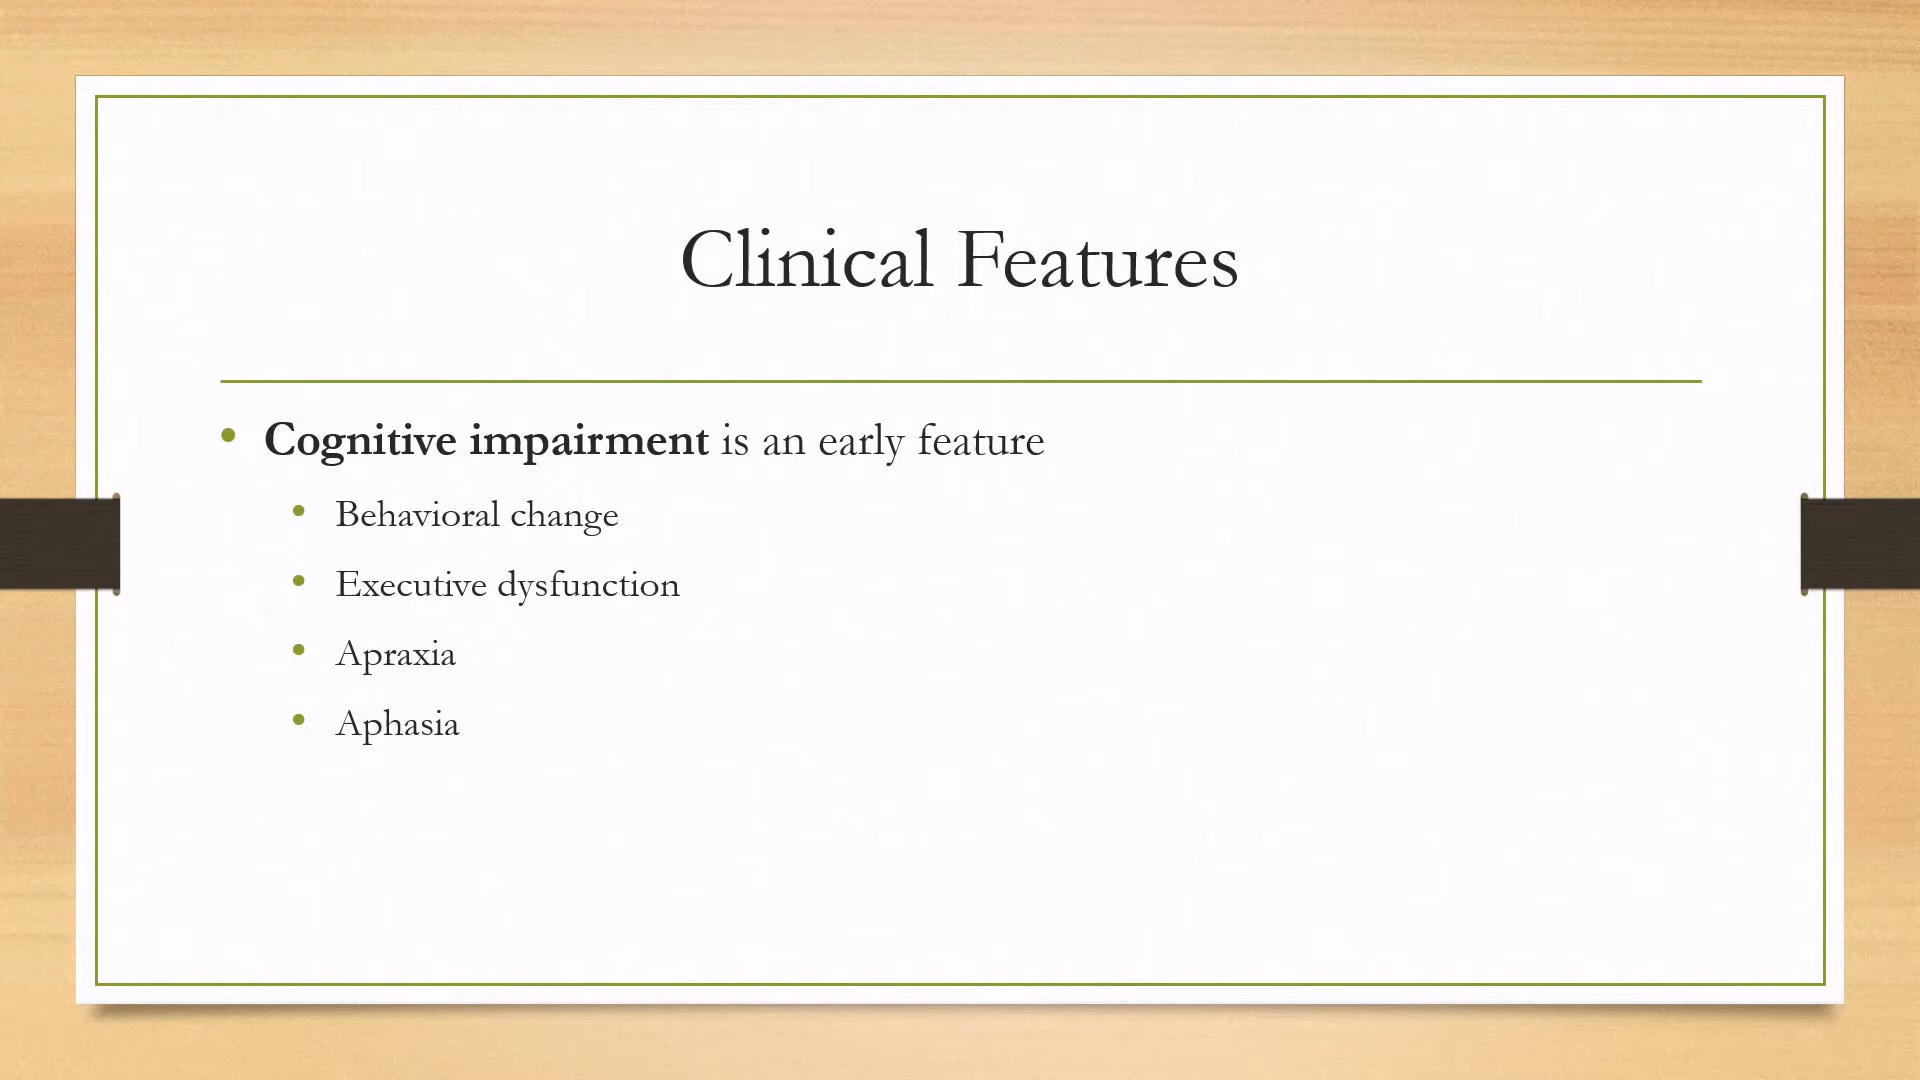 Clinical Features
Cognitive impairment is an early feature
Behavioral change
Executive dysfunction
Apraxia
Aphasia